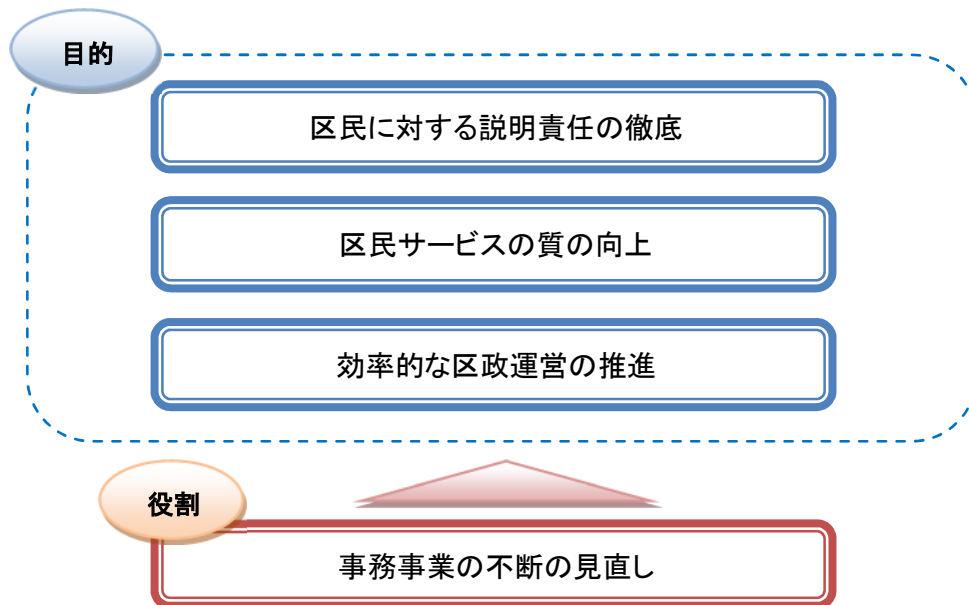 目的
区民に対する説明責任の徹底
区民サービスの質の向上
効率的な区政運営の推進
役割
事務事業の不断の見直し